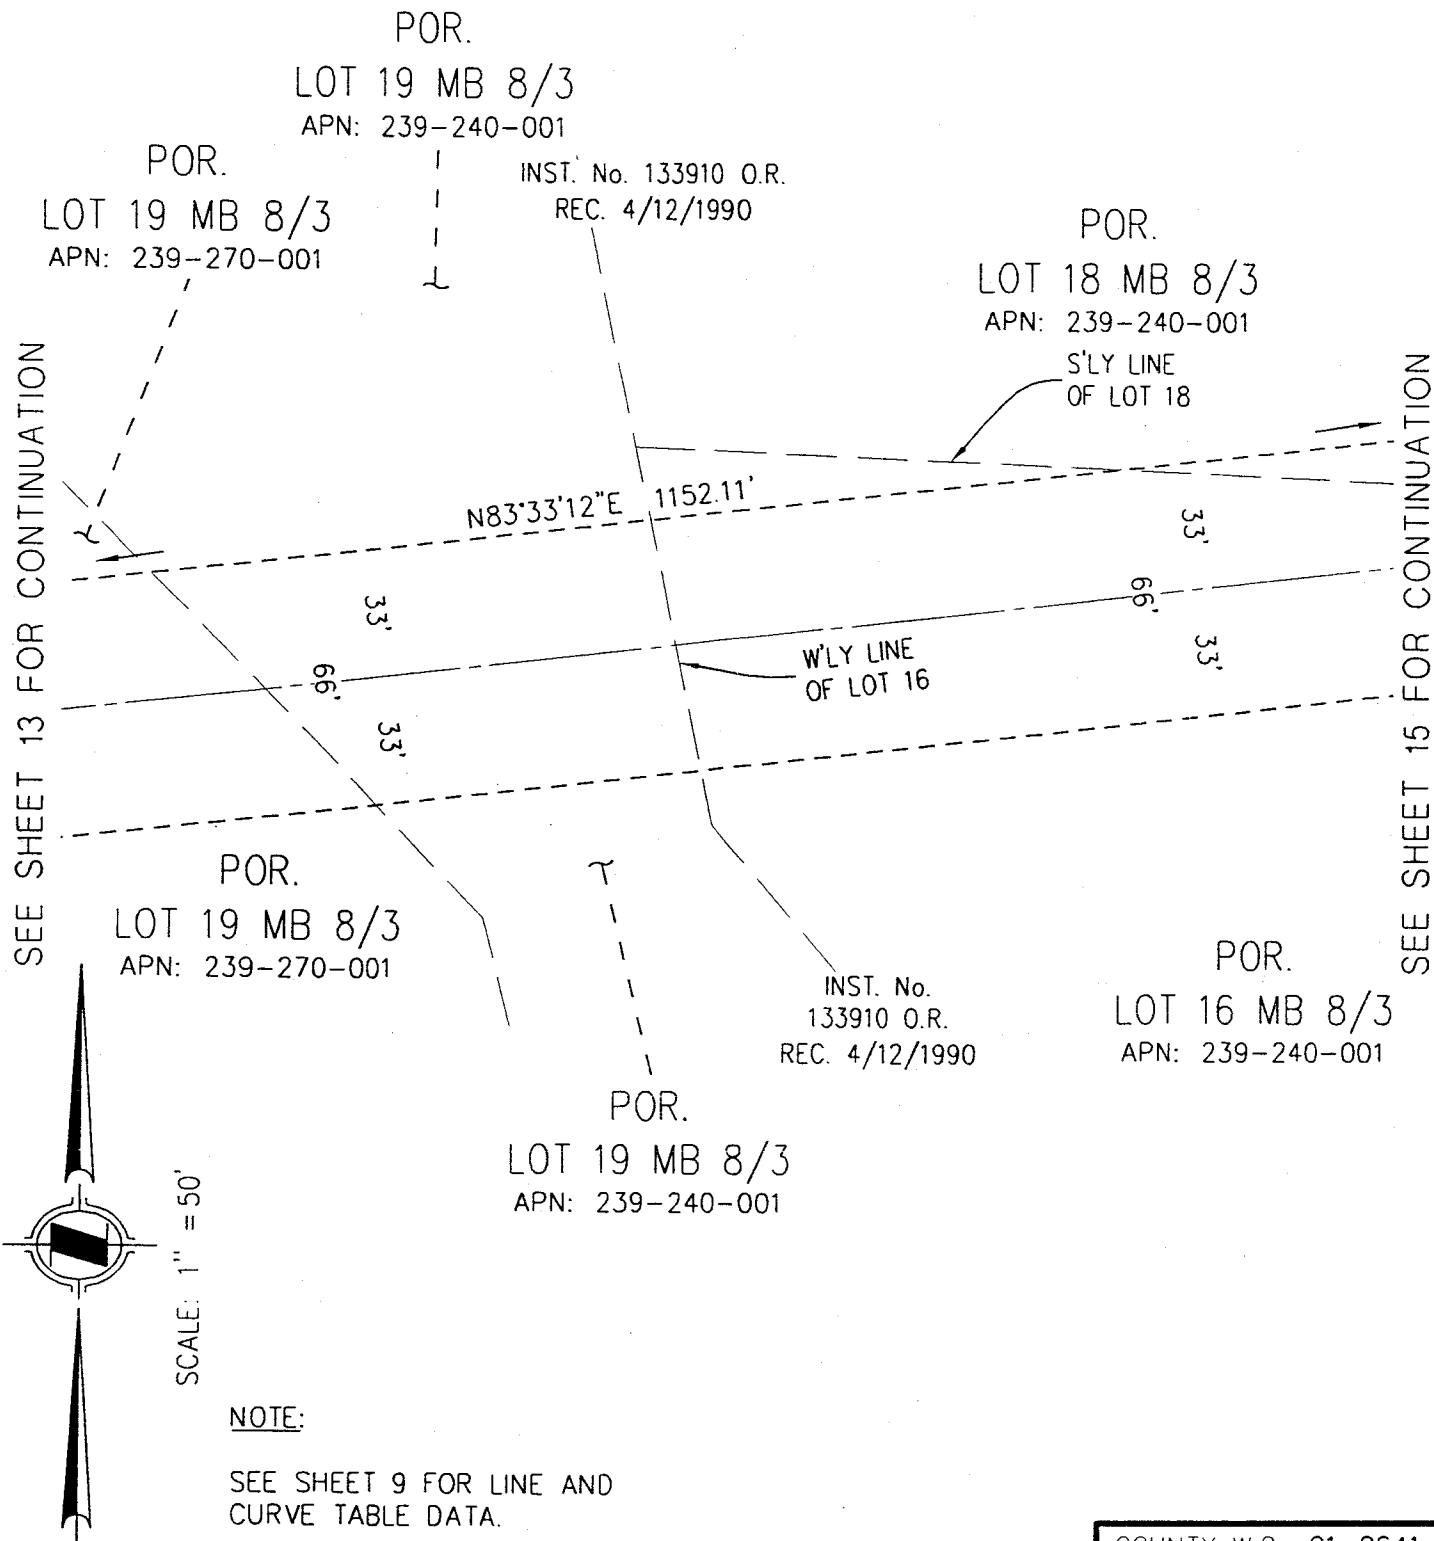 POR.
LOT 19 MB 8/3
APN: 239-240-001
POR.
LOT 19 MB 8/3
APN: 239-270-001
INST. No. 133910 O.R.
REC. 4/12/1990
POR.
LOT 18 MB 8/3
APN: 239-240-001
S'LY LINE
OF LOT 18
SEE SHEET 13 FOR CONTINUATION
SEE SHEET 15 FOR CONTINUATION
N83°33'12"E 1152.11'
33'
66'
33'
33'
66'
33'
W'LY LINE
OF LOT 16
POR.
LOT 19 MB 8/3
APN: 239-270-001
INST. No.
133910 O.R.
REC. 4/12/1990
POR.
LOT 16 MB 8/3
APN: 239-240-001
POR.
LOT 19 MB 8/3
APN: 239-240-001
SCALE: 1" = 50'
NOTE:
SEE SHEET 9 FOR LINE AND
CURVE TABLE DATA.